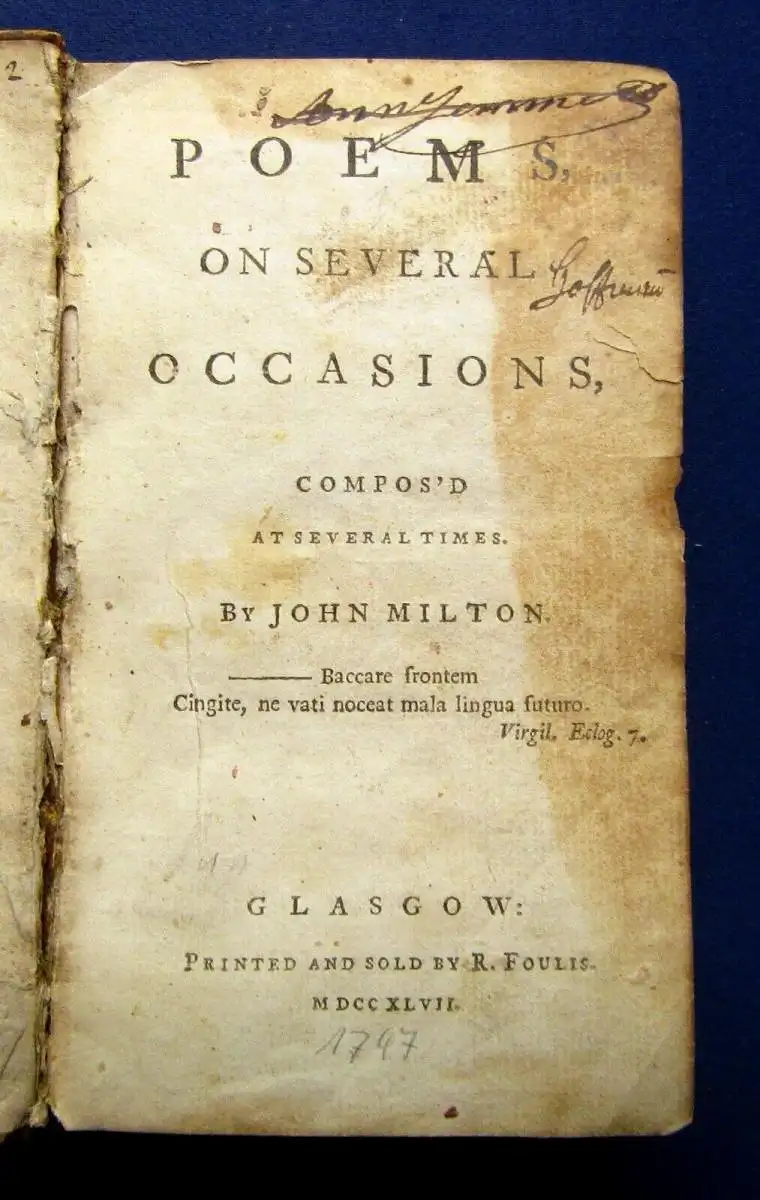 2
POEMS,
ON SEVERAL
OCCASIONS,
COMPOS'D
AT SEVERAL TIMES.
BY JOHN MILTON.
——— Baccare frontem
Cingite, ne vati noceat mala lingua futuro.
Virgil. Eclog. 7.
GLASGOW:
PRINTED AND SOLD BY R. FOULIS.
MDCCXLVII.
1747